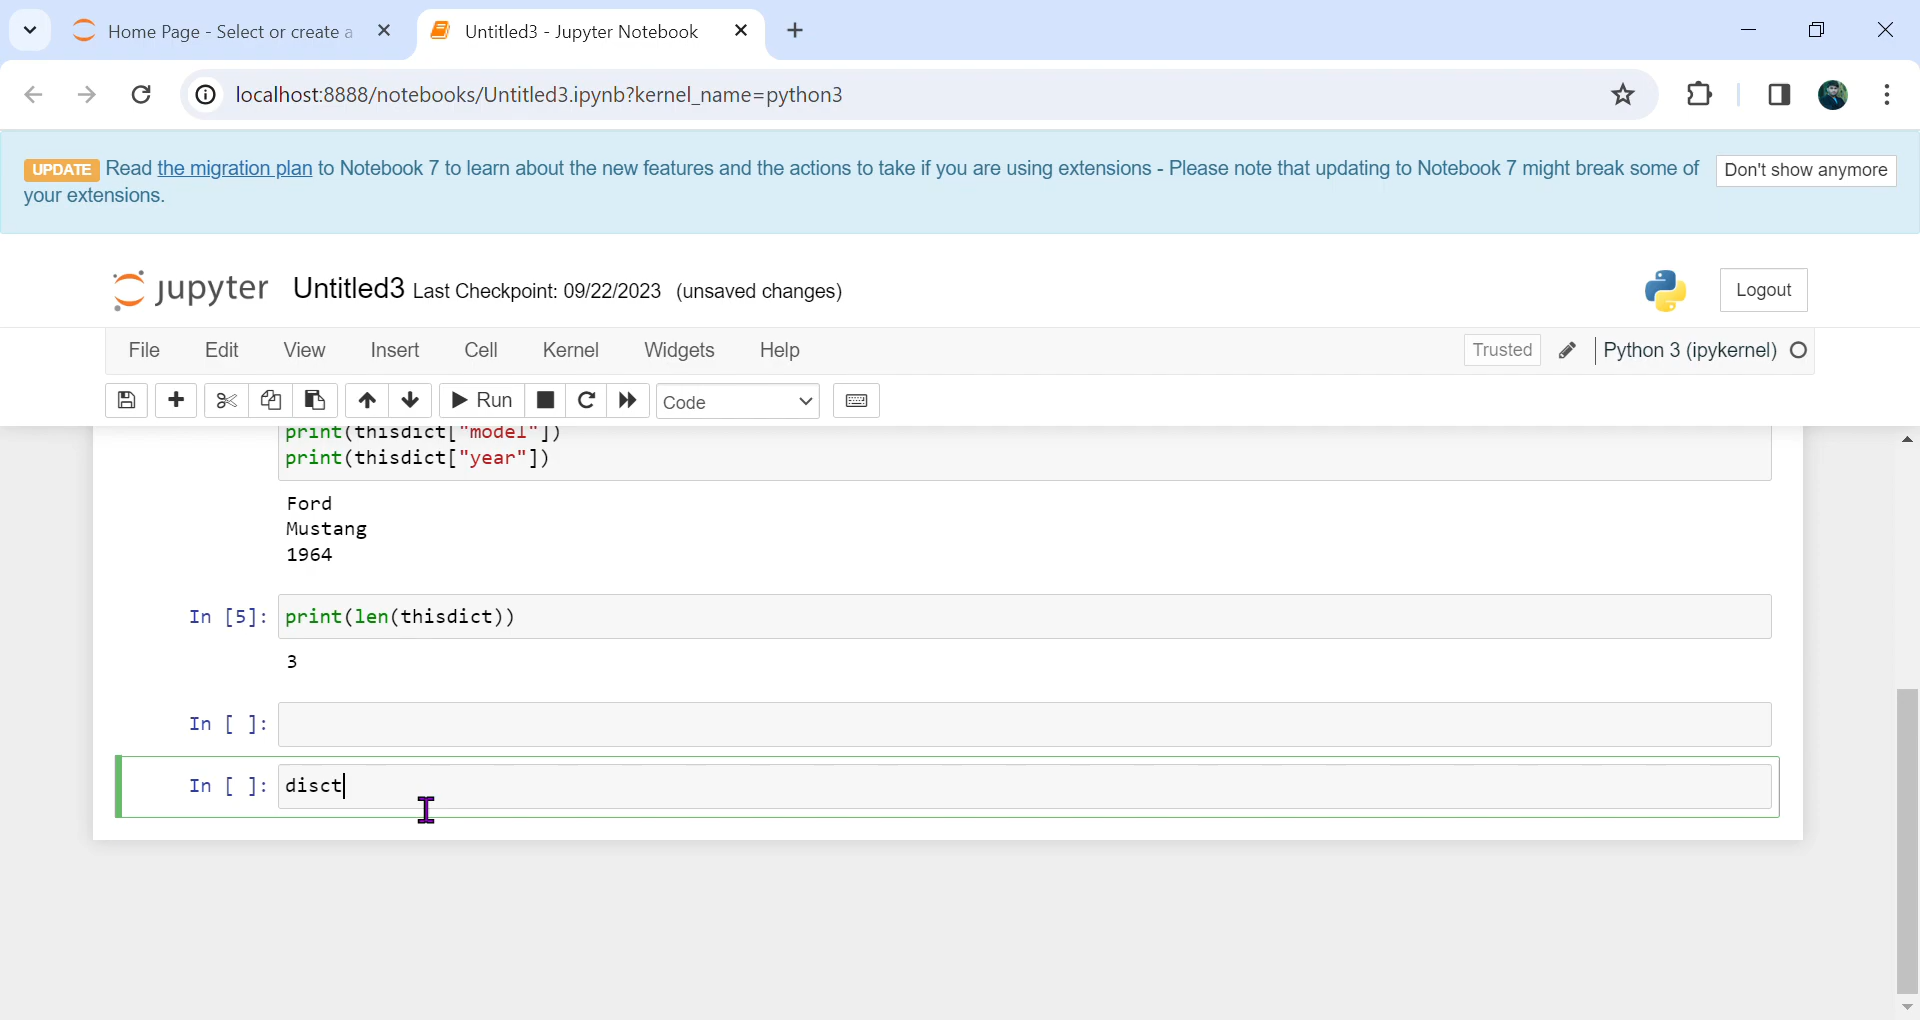 Home Page - Select or create a
Untitled3 - Jupyter Notebook
localhost:8888/notebooks/Untitled3.ipynb?kernel_name=python3
UPDATE Read the migration plan to Notebook 7 to learn about the new features and the actions to take if you are using extensions - Please note that updating to Notebook 7 might break some of
your extensions.
Don't show anymore
jupyter Untitled3 Last Checkpoint: 09/22/2023 (unsaved changes)
Logout
File Edit View Insert Cell Kernel Widgets Help
Trusted Python 3 (ipykernel)
Run Code
print(thisdict["model"])
print(thisdict["year"])
Ford
Mustang
1964
In [5]: print(len(thisdict))
3
In [ ]:
In [ ]: disct